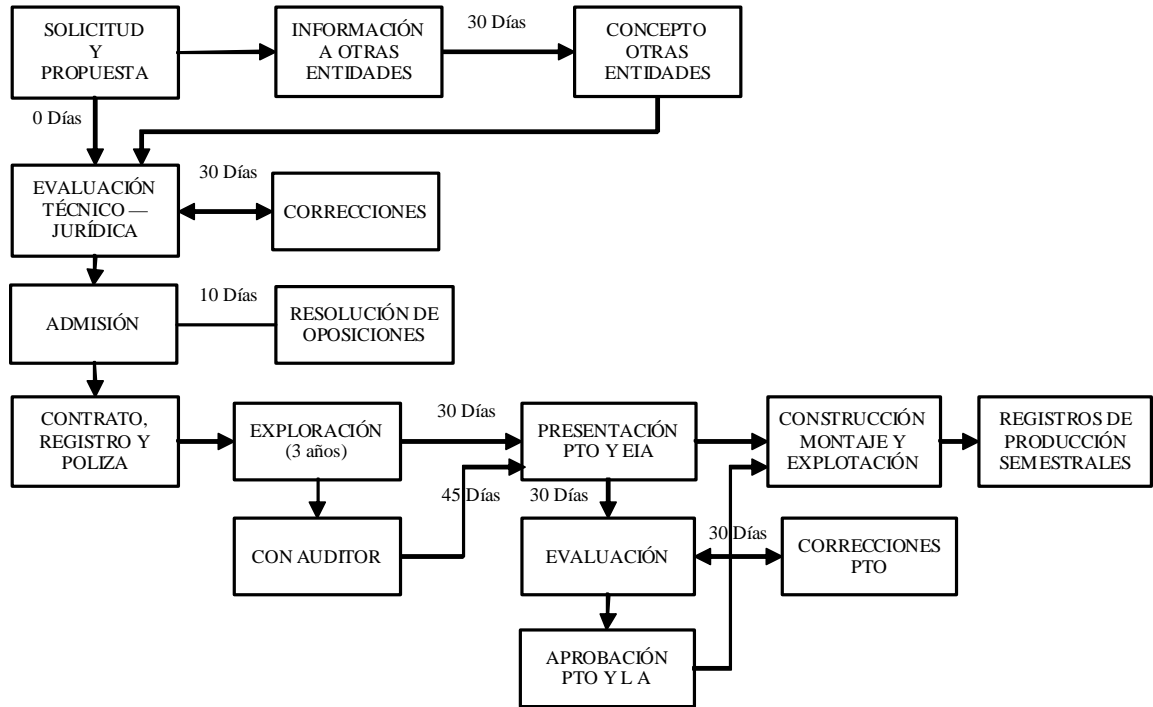 SOLICITUD
Y
PROPUESTA
INFORMACIÓN
A OTRAS
ENTIDADES
30 Días
CONCEPTO
OTRAS
ENTIDADES
0 Días
EVALUACIÓN
TÉCNICO —
JURÍDICA
30 Días
CORRECCIONES
ADMISIÓN
10 Días
RESOLUCIÓN DE
OPOSICIONES
CONTRATO,
REGISTRO Y
POLIZA
EXPLORACIÓN
(3 años)
30 Días
PRESENTACIÓN
PTO Y EIA
CONSTRUCCIÓN
MONTAJE Y
EXPLOTACIÓN
REGISTROS DE
PRODUCCIÓN
SEMESTRALES
45 Días
30 Días
CON AUDITOR
EVALUACIÓN
30 Días
CORRECCIONES
PTO
APROBACIÓN
PTO Y L A